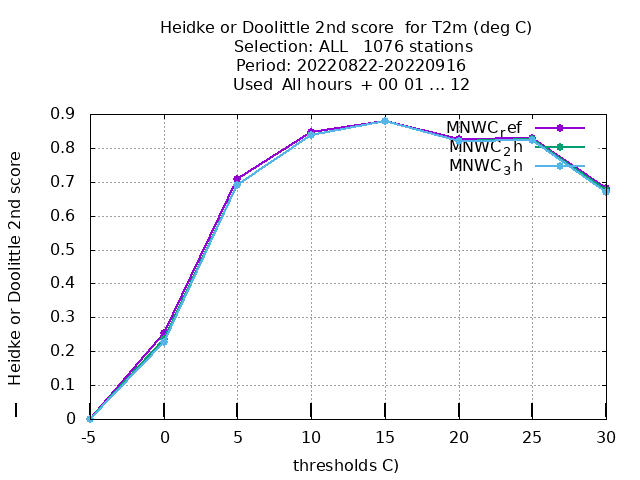 Heidke or Doolittle 2nd score  for T2m (deg C)
Selection: ALL   1076 stations
Period: 20220822-20220916
Used  All hours  + 00 01 ... 12
Heidke or Doolittle 2nd score
0.9
0.8
0.7
0.6
0.5
0.4
0.3
0.2
0.1
0
MNWC_ref
MNWC_2h
MNWC_3h
-5 0 5 10 15 20 25 30
thresholds C)